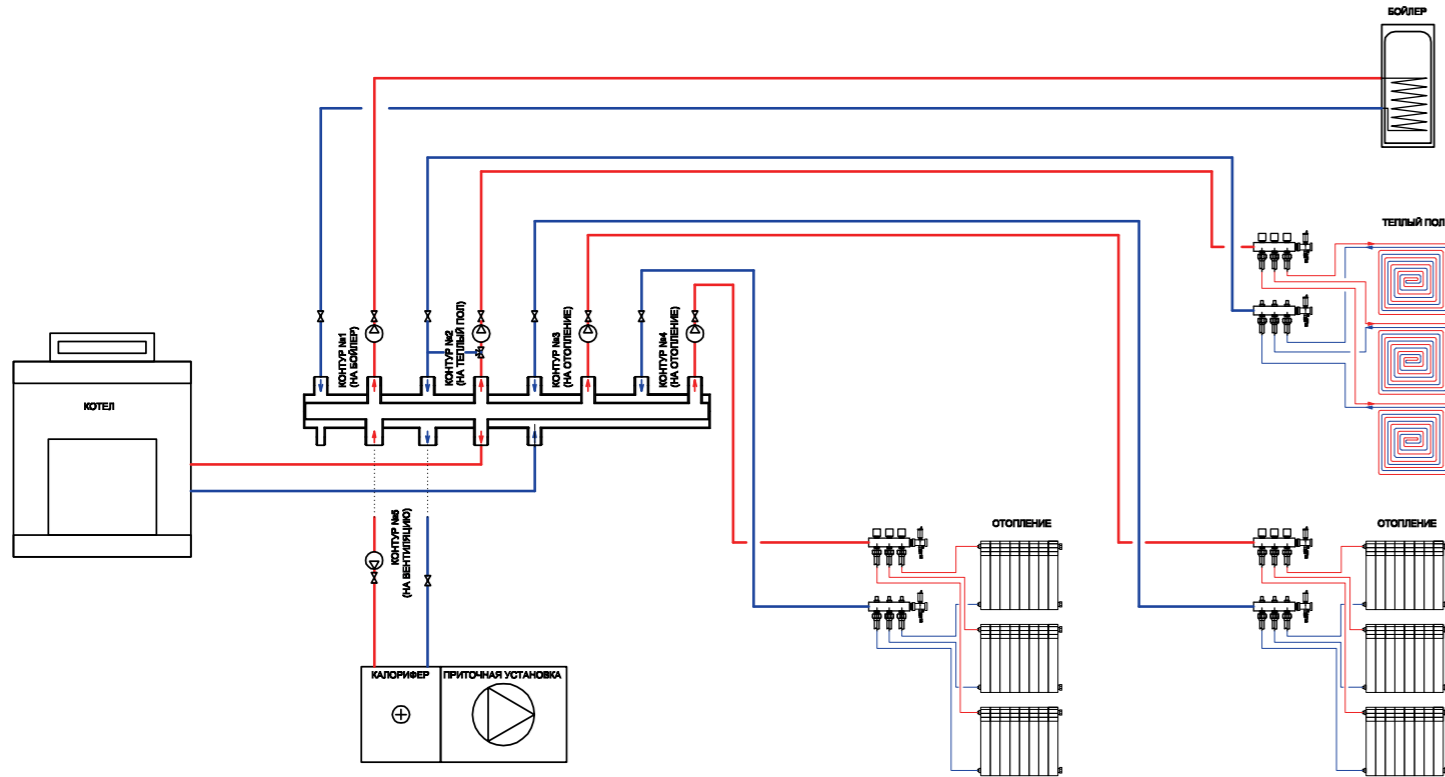 БОЙЛЕР
ТЕПЛЫЙ ПОЛ
КОНТУР №1
(НА БОЙЛЕР)
КОНТУР №2
(НА ТЕПЛЫЙ ПОЛ)
КОНТУР №3
(НА ОТОПЛЕНИЕ)
КОНТУР №4
(НА ОТОПЛЕНИЕ)
КОТЕЛ
КОНТУР №5
(НА ВЕНТИЛЯЦИЮ)
ОТОПЛЕНИЕ
ОТОПЛЕНИЕ
КАЛОРИФЕР
ПРИТОЧНАЯ УСТАНОВКА